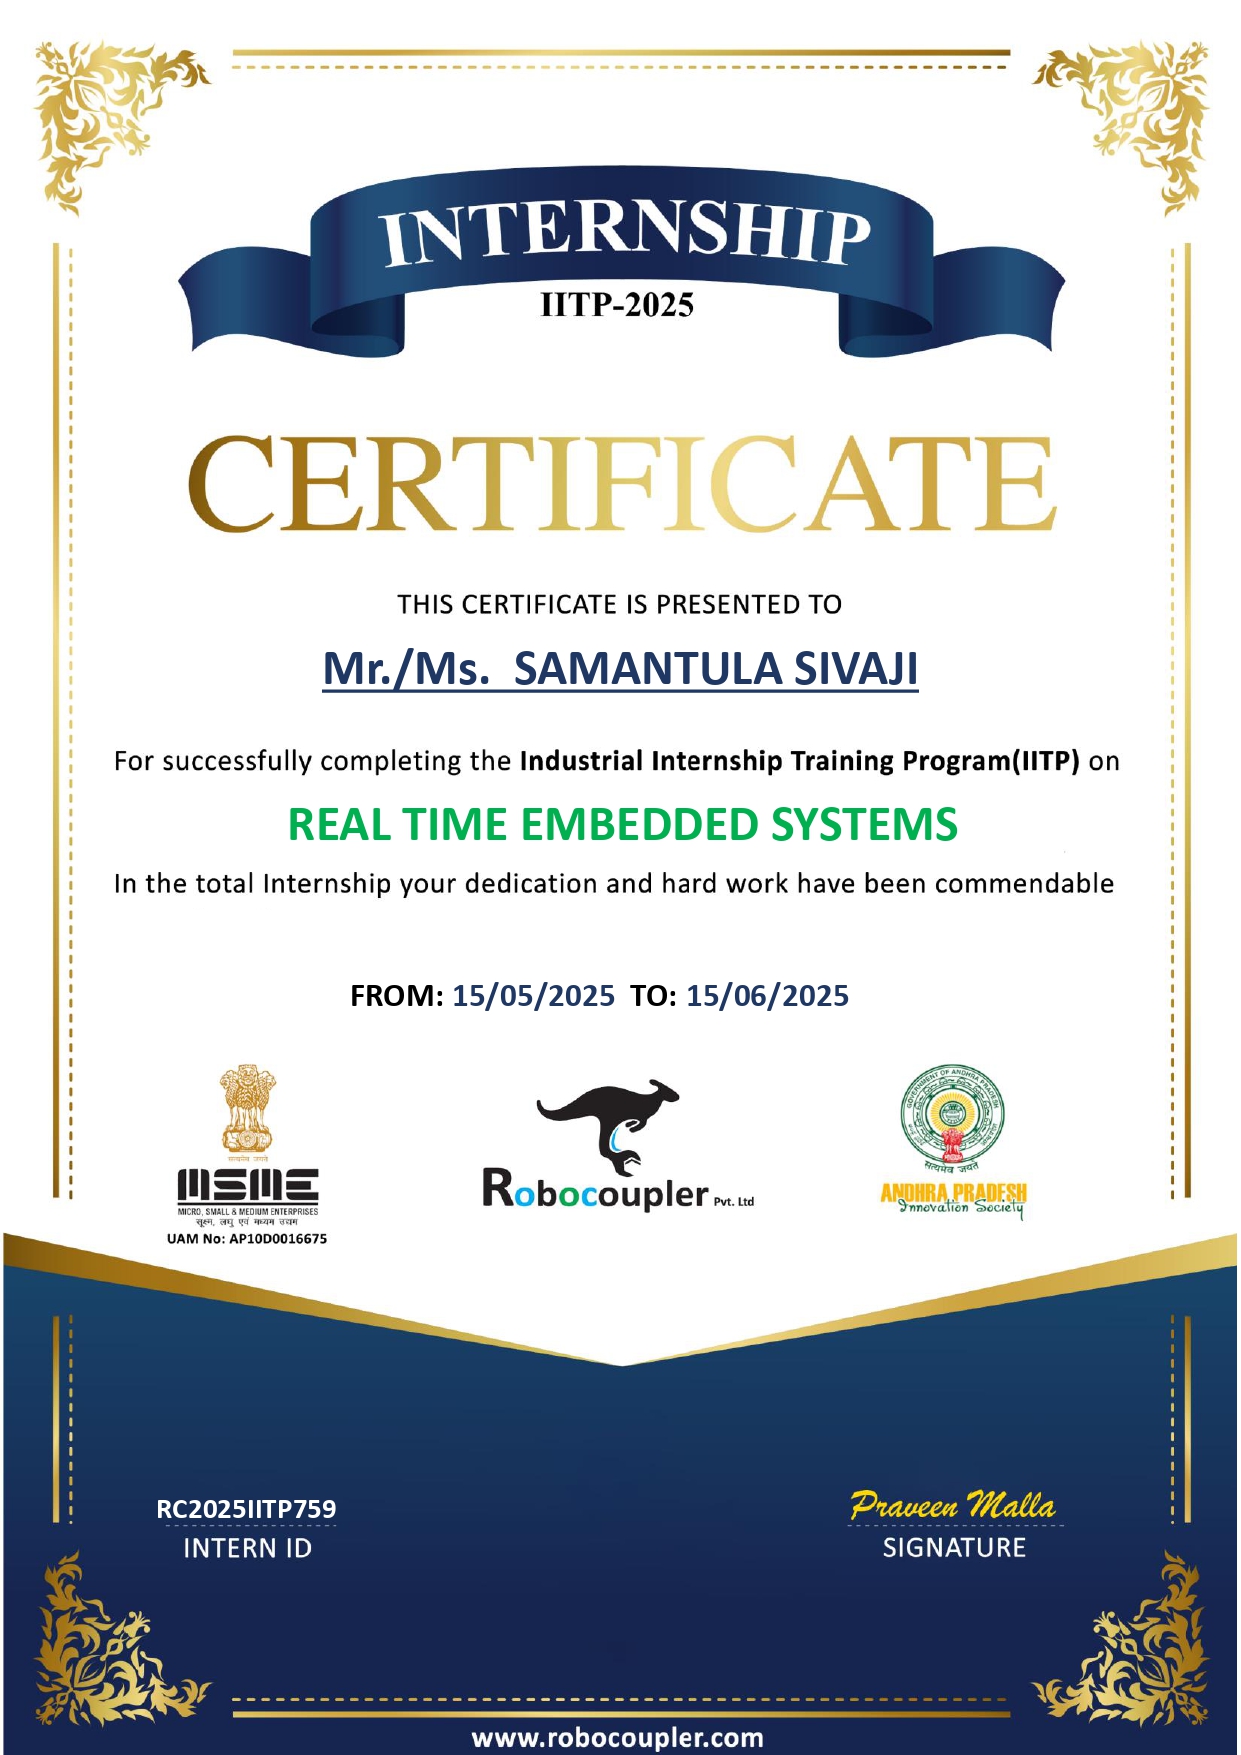 INTERNSHIP
IITP-2025
CERTIFICATE
THIS CERTIFICATE IS PRESENTED TO
Mr./Ms. SAMANTULA SIVAJI
For successfully completing the Industrial Internship Training Program(IITP) on
REAL TIME EMBEDDED SYSTEMS
In the total Internship your dedication and hard work have been commendable
FROM: 15/05/2025 TO: 15/06/2025
सत्यमेव जयते
MSME
MICRO, SMALL & MEDIUM ENTERPRISES
सूक्ष्म, लघु एवं मध्यम उद्यम
UAM No: AP10D0016675
Robocoupler Pvt. Ltd
GOVERNMENT OF ANDHRA PRADESH
सत्यमेव जयते
ANDHRA PRADESH
Innovation Society
RC2025IITP759
INTERN ID
Praveen Malla
SIGNATURE
www.robocoupler.com